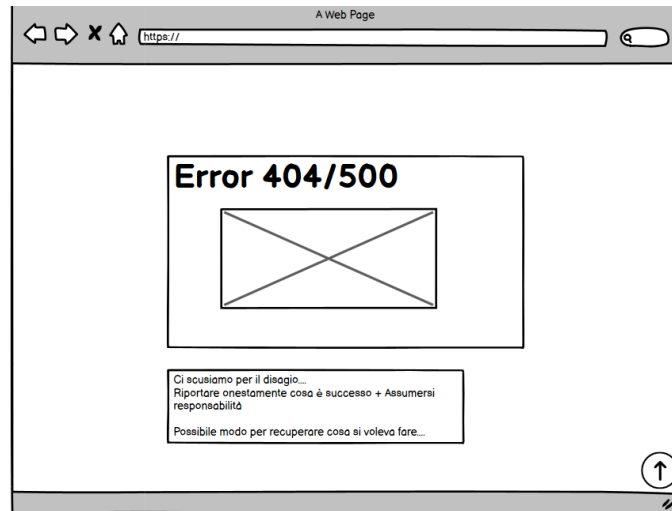 A Web Page
https://
Error 404/500
Ci scusiamo per il disagio....
Riportare onestamente cosa è successo + Assumersi
responsabilità
Possibile modo per recuperare cosa si voleva fare....